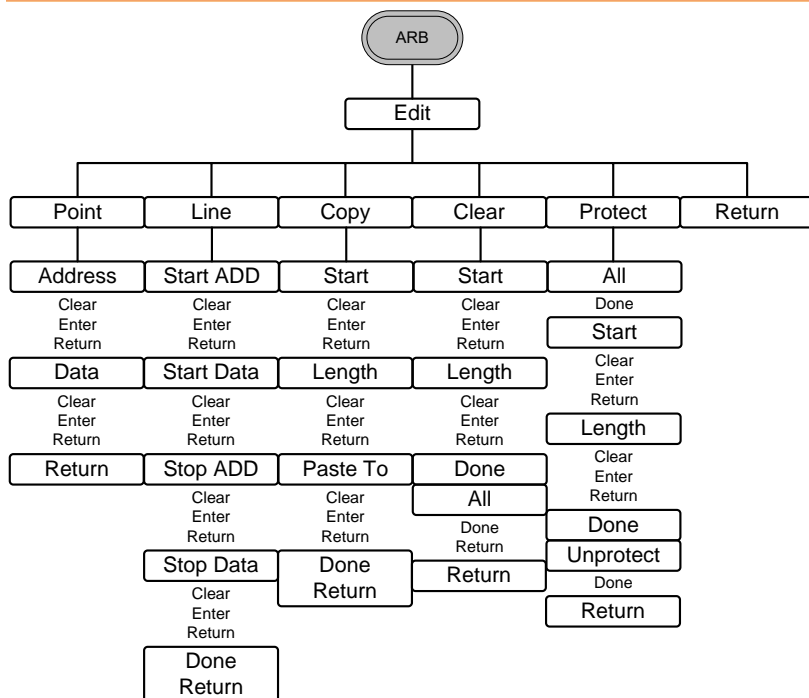 ARB
Edit
Point
Line
Copy
Clear
Protect
Return
Address
Clear
Enter
Return
Data
Clear
Enter
Return
Return
Start ADD
Clear
Enter
Return
Start Data
Clear
Enter
Return
Stop ADD
Clear
Enter
Return
Stop Data
Clear
Enter
Return
Done
Return
Start
Clear
Enter
Return
Length
Clear
Enter
Return
Paste To
Clear
Enter
Return
Done
Return
Start
Clear
Enter
Return
Length
Clear
Enter
Return
Done
All
Done
Return
Return
All
Done
Start
Clear
Enter
Return
Length
Clear
Enter
Return
Done
Unprotect
Done
Return